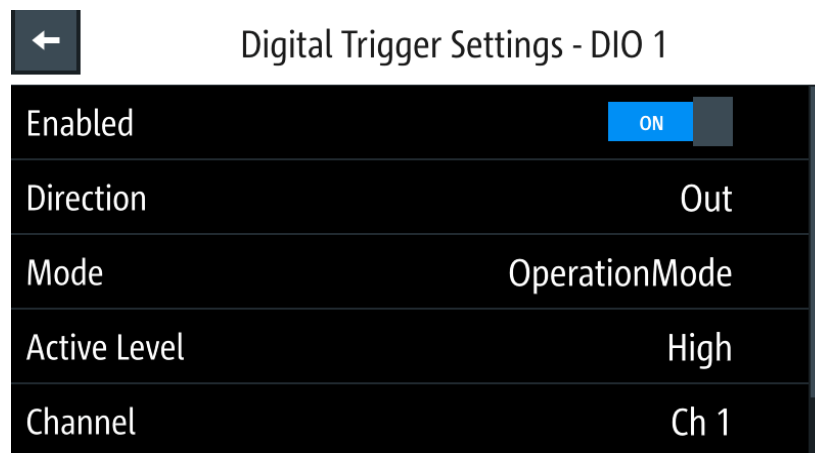 Digital Trigger Settings - DIO 1
Enabled ON
Direction Out
Mode OperationMode
Active Level High
Channel Ch 1